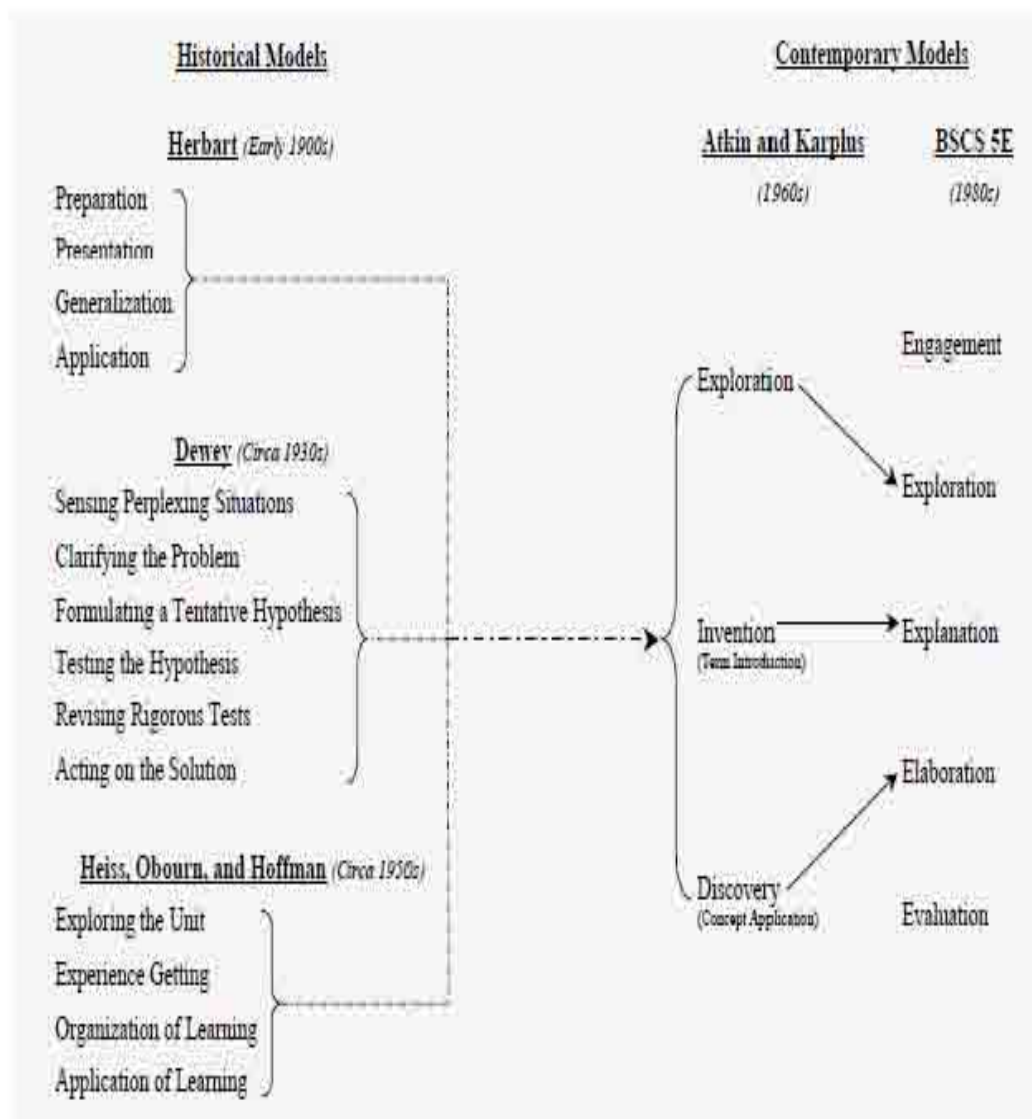 Historical Models
Contemporary Models
Herbart (Early 1900s)
Preparation
Presentation
Generalization
Application
Dewey (Circa 1930s)
Sensing Perplexing Situations
Clarifying the Problem
Formulating a Tentative Hypothesis
Testing the Hypothesis
Revising Rigorous Tests
Acting on the Solution
Heiss, Obourn, and Hoffman (Circa 1950s)
Exploring the Unit
Experience Getting
Organization of Learning
Application of Learning
Atkin and Karplus
(1960s)
Exploration
Invention
(Term Introduction)
Discovery
(Concept Application)
BSCS 5E
(1980s)
Engagement
Exploration
Explanation
Elaboration
Evaluation